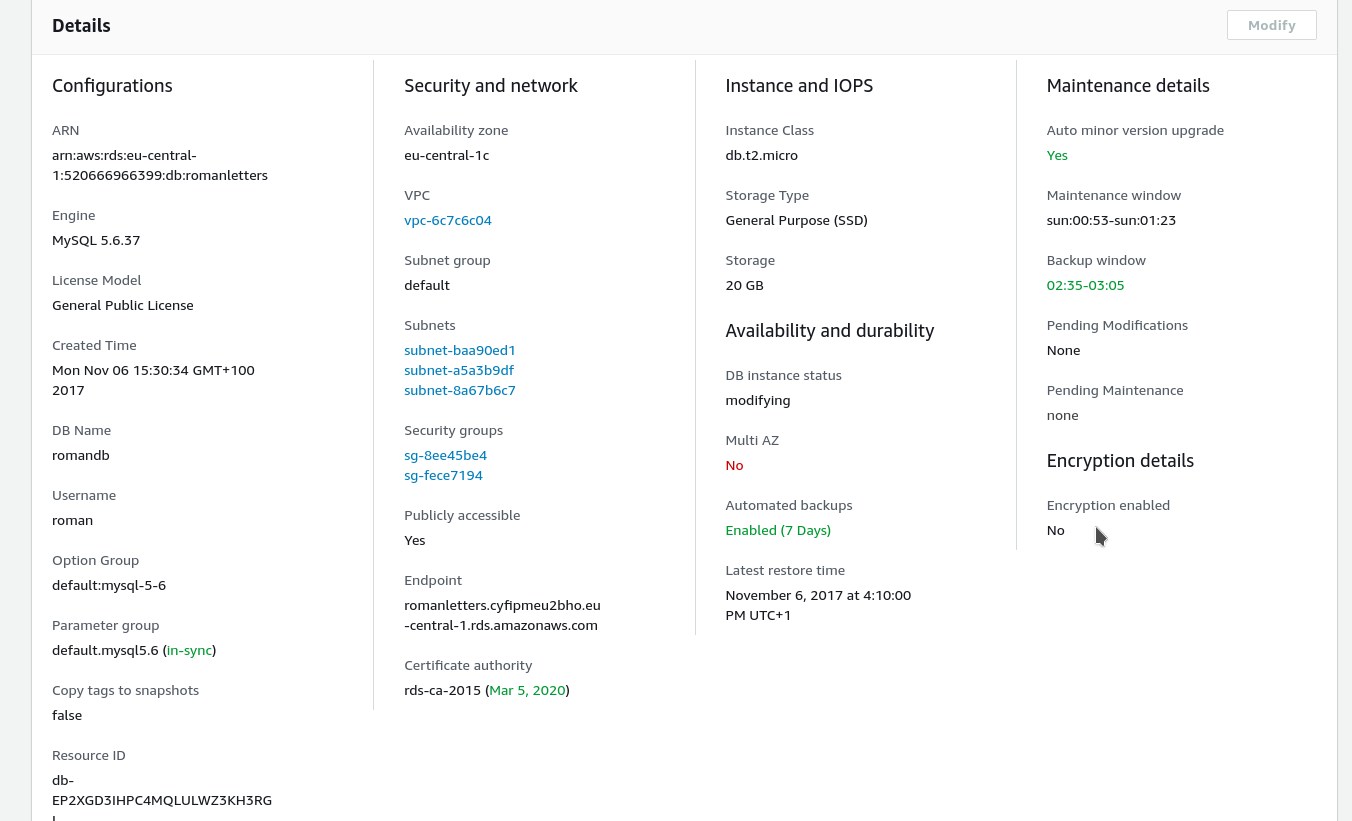 Details
Modify
Configurations
ARN
arn:aws:rds:eu-central-
1:520666966399:db:romanletters
Engine
MySQL 5.6.37
License Model
General Public License
Created Time
Mon Nov 06 15:30:34 GMT+100
2017
DB Name
romandb
Username
roman
Option Group
default:mysql-5-6
Parameter group
default.mysql5.6 (in-sync)
Copy tags to snapshots
false
Resource ID
db-
EP2XGD3IHPC4MQLULWZ3KH3RG
Security and network
Availability zone
eu-central-1c
VPC
vpc-6c7c6c04
Subnet group
default
Subnets
subnet-baa90ed1
subnet-a5a3b9df
subnet-8a67b6c7
Security groups
sg-8ee45be4
sg-fece7194
Publicly accessible
Yes
Endpoint
romanletters.cyfipmeu2bho.eu
-central-1.rds.amazonaws.com
Certificate authority
rds-ca-2015 (Mar 5, 2020)
Instance and IOPS
Instance Class
db.t2.micro
Storage Type
General Purpose (SSD)
Storage
20 GB
Availability and durability
DB instance status
modifying
Multi AZ
No
Automated backups
Enabled (7 Days)
Latest restore time
November 6, 2017 at 4:10:00
PM UTC+1
Maintenance details
Auto minor version upgrade
Yes
Maintenance window
sun:00:53-sun:01:23
Backup window
02:35-03:05
Pending Modifications
None
Pending Maintenance
none
Encryption details
Encryption enabled
No